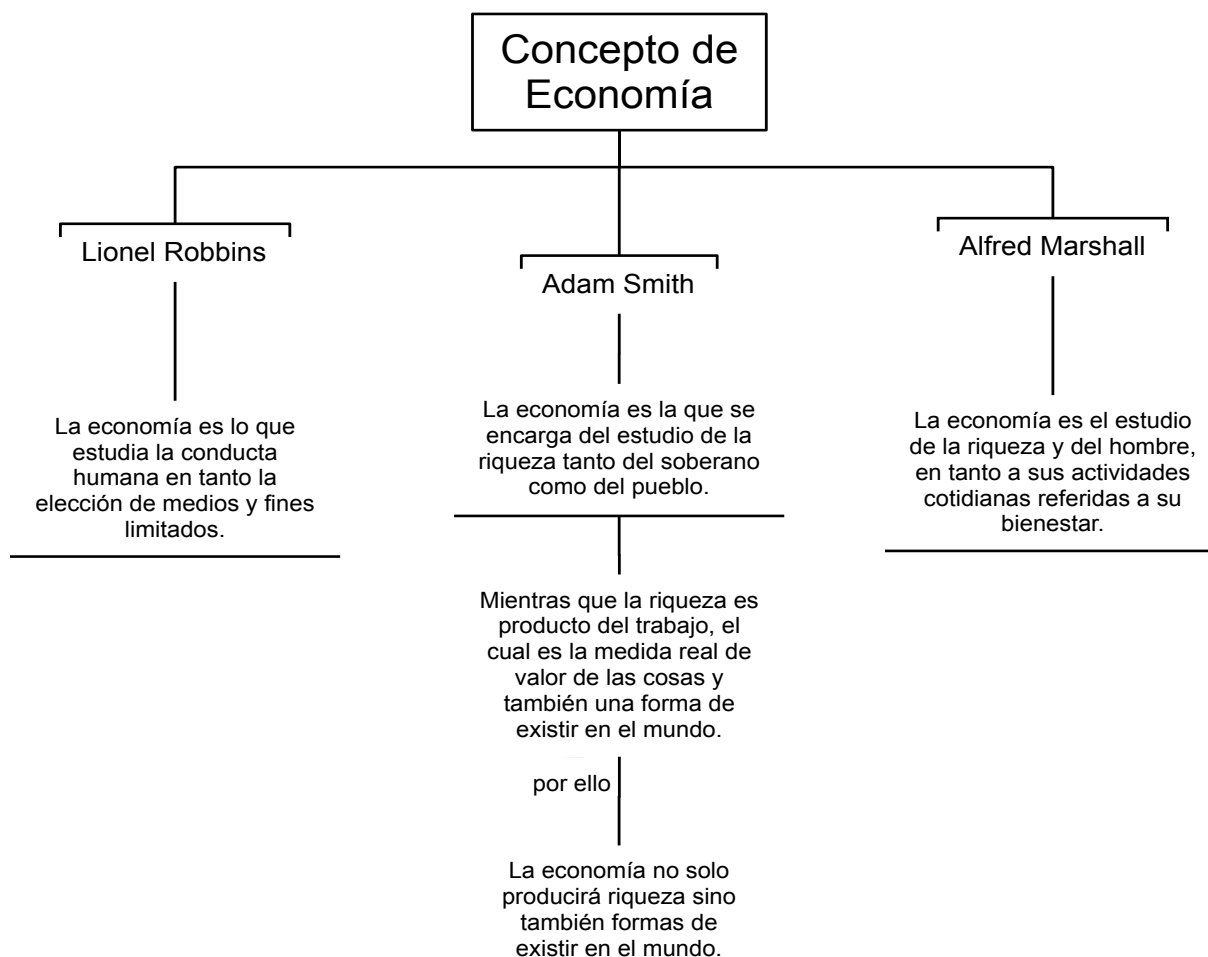 Concepto de
Economía
Lionel Robbins
La economía es lo que
estudia la conducta
humana en tanto la
elección de medios y fines
limitados.
Adam Smith
La economía es la que se
encarga del estudio de la
riqueza tanto del soberano
como del pueblo.
Mientras que la riqueza es
producto del trabajo, el
cual es la medida real de
valor de las cosas y
también una forma de
existir en el mundo.
por ello
La economía no solo
producirá riqueza sino
también formas de
existir en el mundo.
Alfred Marshall
La economía es el estudio
de la riqueza y del hombre,
en tanto a sus actividades
cotidianas referidas a su
bienestar.